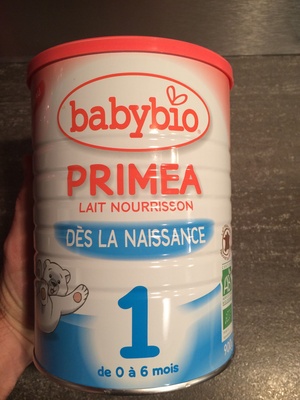 babybio
PRIMEA
LAIT NOURRISSON
DÈS LA NAISSANCE
1
de 0 à 6 mois